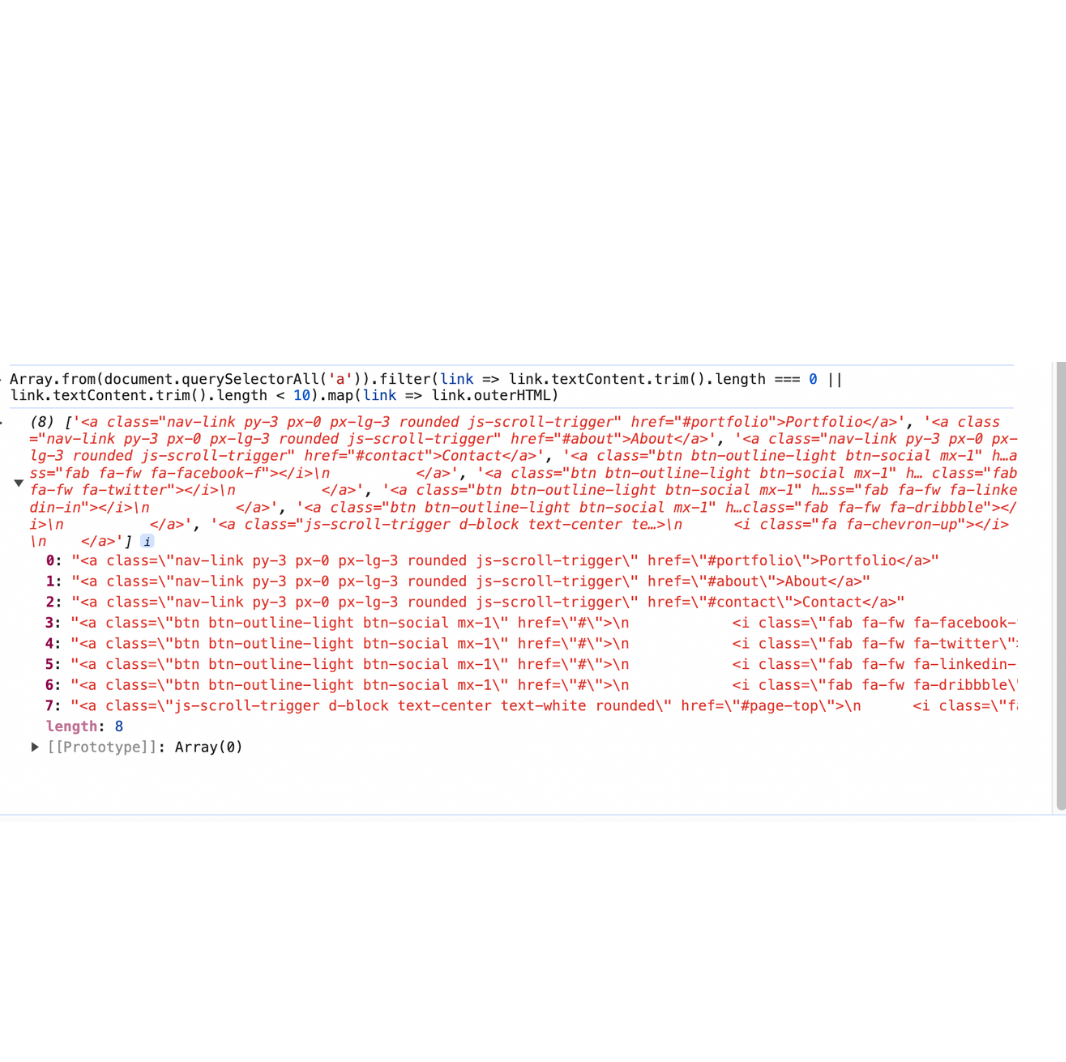 Array.from(document.querySelectorAll('a')).filter(link => link.textContent.trim().length === 0 ||
link.textContent.trim().length < 10).map(link => link.outerHTML)
(8) ['<a class="nav-link py-3 px-0 px-lg-3 rounded js-scroll-trigger" href="#portfolio">Portfolio</a>', '<a class
="nav-link py-3 px-0 px-lg-3 rounded js-scroll-trigger" href="#about">About</a>', '<a class="nav-link py-3 px-0 px-
lg-3 rounded js-scroll-trigger" href="#contact">Contact</a>', '<a class="btn btn-outline-light btn-social mx-1" h…a
ss="fab fa-fw fa-facebook-f"></i>\n          </a>', '<a class="btn btn-outline-light btn-social mx-1" h… class="fab
fa-fw fa-twitter"></i>\n          </a>', '<a class="btn btn-outline-light btn-social mx-1" h…ss="fab fa-fw fa-linke
din-in"></i>\n          </a>', '<a class="btn btn-outline-light btn-social mx-1" h…class="fab fa-fw fa-dribbble"></
i>\n          </a>', '<a class="js-scroll-trigger d-block text-center te…>\n      <i class="fa fa-chevron-up"></i>
\n    </a>'] i
0: "<a class=\"nav-link py-3 px-0 px-lg-3 rounded js-scroll-trigger\" href=\"#portfolio\">Portfolio</a>"
1: "<a class=\"nav-link py-3 px-0 px-lg-3 rounded js-scroll-trigger\" href=\"#about\">About</a>"
2: "<a class=\"nav-link py-3 px-0 px-lg-3 rounded js-scroll-trigger\" href=\"#contact\">Contact</a>"
3: "<a class=\"btn btn-outline-light btn-social mx-1\" href=\"#\">\n            <i class=\"fab fa-fw fa-facebook-
4: "<a class=\"btn btn-outline-light btn-social mx-1\" href=\"#\">\n            <i class=\"fab fa-fw fa-twitter\">
5: "<a class=\"btn btn-outline-light btn-social mx-1\" href=\"#\">\n            <i class=\"fab fa-fw fa-linkedin-
6: "<a class=\"btn btn-outline-light btn-social mx-1\" href=\"#\">\n            <i class=\"fab fa-fw fa-dribbble\"
7: "<a class=\"js-scroll-trigger d-block text-center text-white rounded\" href=\"#page-top\">\n      <i class=\"fa
length: 8
[[Prototype]]: Array(0)